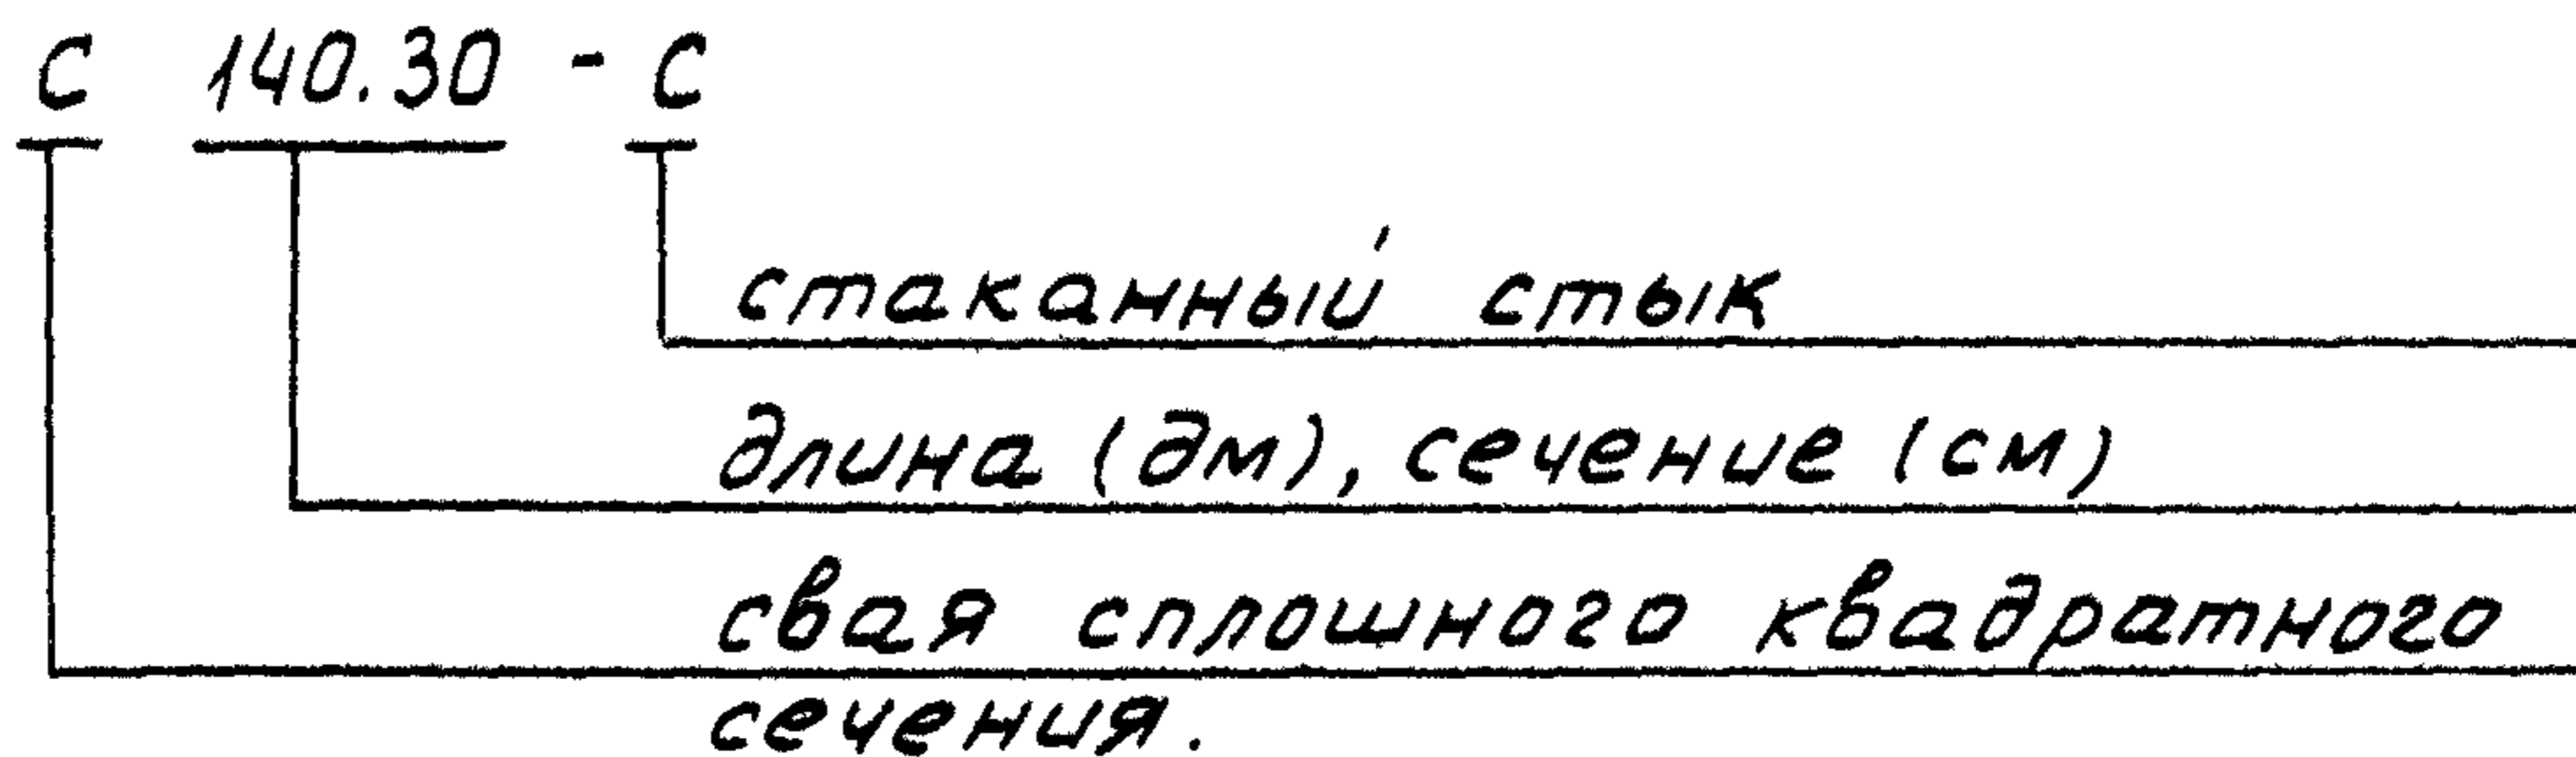 С 140.30 - С
стаканный стык
длина (дм), сечение (см)
свая сплошного квадратного
сечения.